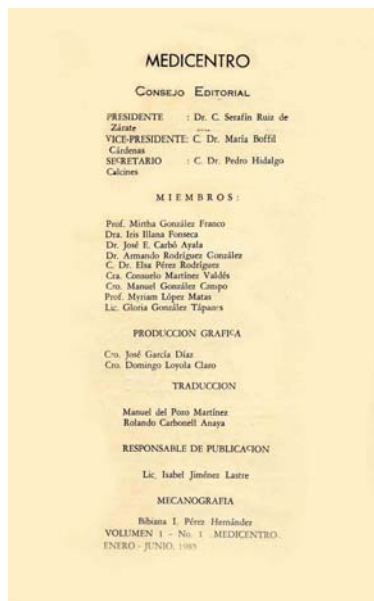 MEDICENTRO
CONSEJO EDITORIAL
PRESIDENTE : Dr. C. Serafín Ruiz de
Zárate
VICE-PRESIDENTE: C. Dr. María Boffil
Cárdenas
SECRETARIO : C. Dr. Pedro Hidalgo
Calcines
MIEMBROS:
Prof. Mirtha González Franco
Dra. Iris Illana Fonseca
Dr. José E. Carbó Ayala
Dr. Armando Rodríguez González
C. Dr. Elsa Pérez Rodríguez
Cra. Consuelo Martínez Valdés
Cro. Manuel González Campo
Prof. Myriam López Matas
Lic. Gloria González Tápanes
PRODUCCION GRAFICA
Cro. José García Díaz
Cro. Domingo Loyola Claro
TRADUCCION
Manuel del Pozo Martínez
Rolando Carbonell Anaya
RESPONSABLE DE PUBLICACION
Lic. Isabel Jiménez Lastre
MECANOGRAFIA
Bibiana I. Pérez Hernández
VOLUMEN 1 - No. 1 MEDICENTRO.
ENERO - JUNIO, 1985